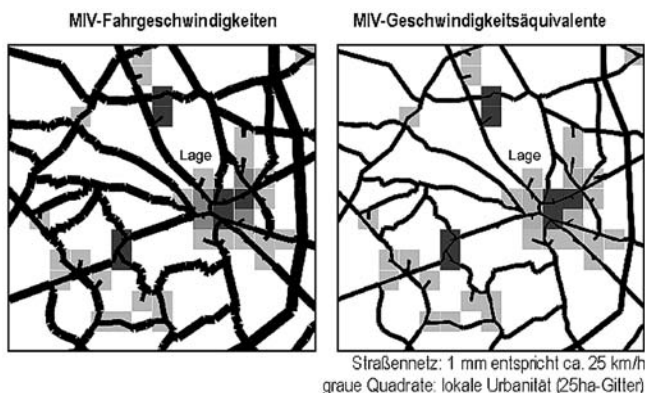 MIV-Fahrgeschwindigkeiten
MIV-Geschwindigkeitsäquivalente
Lage
Lage
Straßennetz: 1 mm entspricht ca. 25 km/h
graue Quadrate: lokale Urbanität (25ha-Gitter)